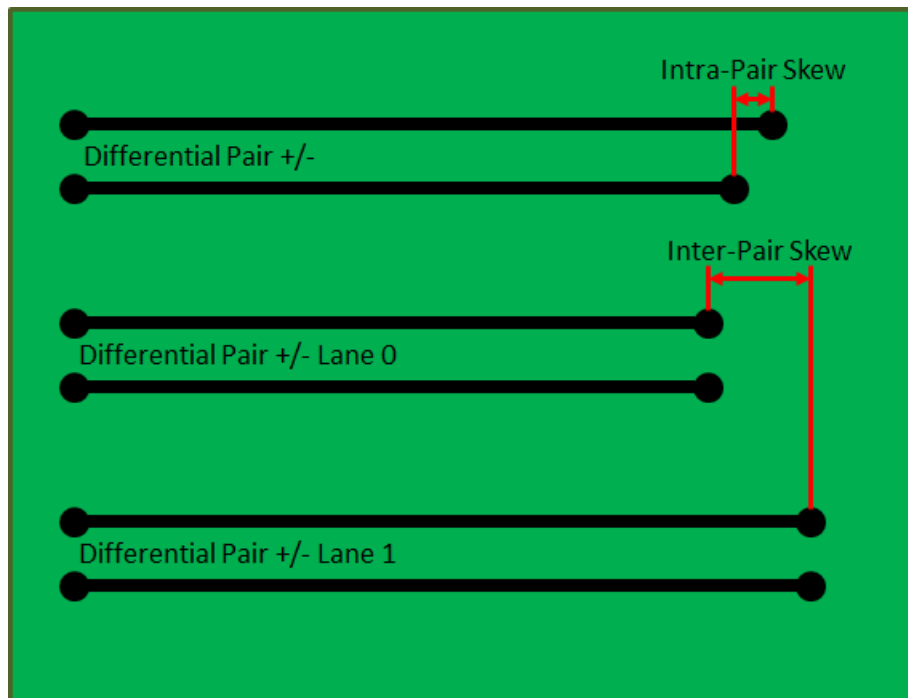 Intra-Pair Skew
Differential Pair +/-
Inter-Pair Skew
Differential Pair +/- Lane 0
Differential Pair +/- Lane 1